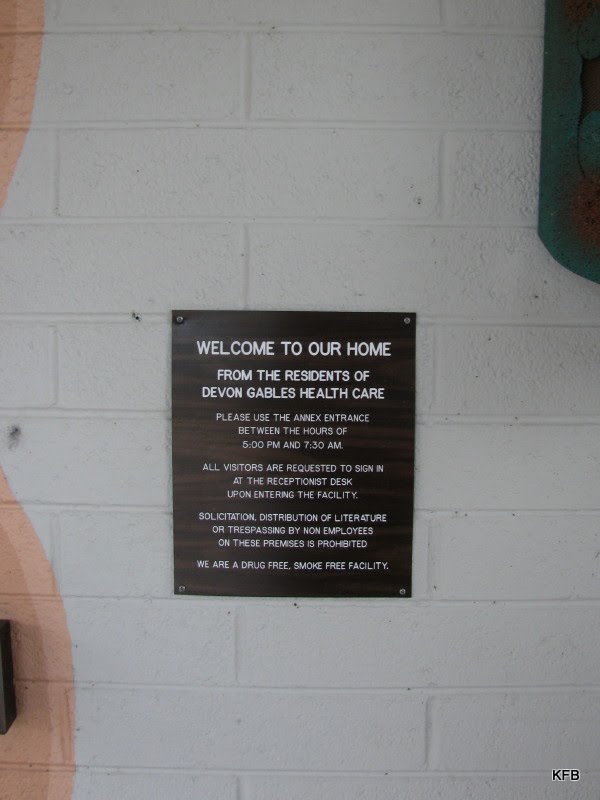 WELCOME TO OUR HOME
FROM THE RESIDENTS OF
DEVON GABLES HEALTH CARE
PLEASE USE THE ANNEX ENTRANCE
BETWEEN THE HOURS OF
5:00 PM AND 7:30 AM.
ALL VISITORS ARE REQUESTED TO SIGN IN
AT THE RECEPTIONIST DESK
UPON ENTERING THE FACILITY.
SOLICITATION, DISTRIBUTION OF LITERATURE
OR TRESPASSING BY NON EMPLOYEES
ON THESE PREMISES IS PROHIBITED
WE ARE A DRUG FREE, SMOKE FREE FACILITY.
KFB